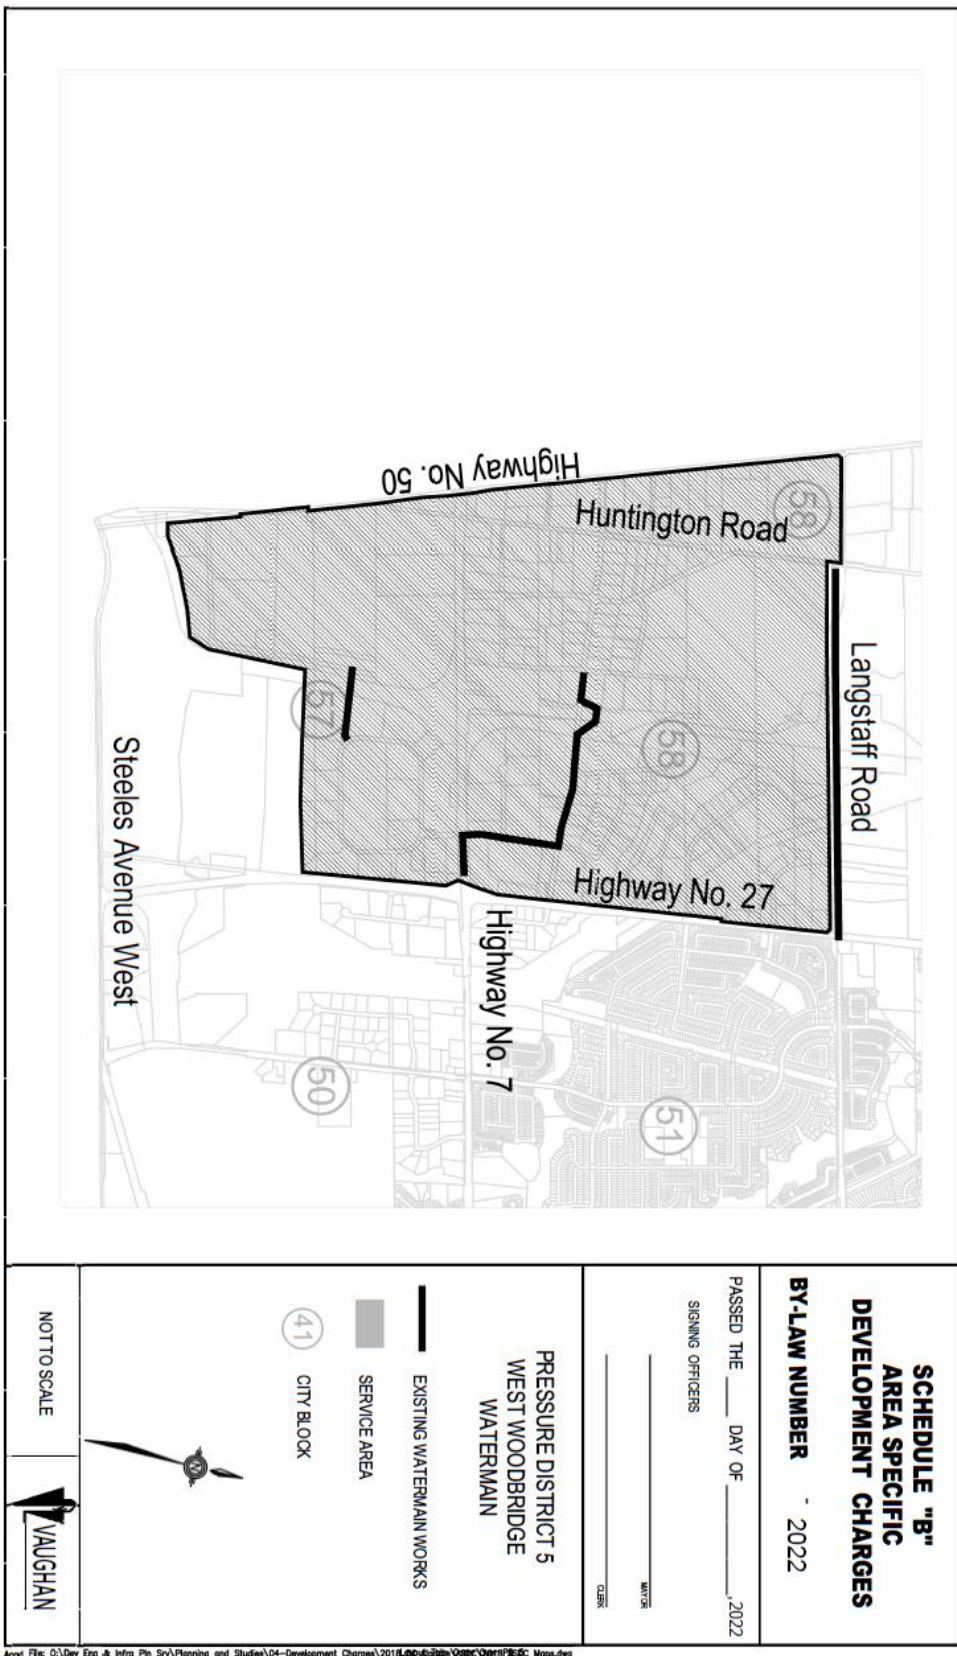 Highway No. 50
Huntington Road
58
Langstaff Road
57
58
Steeles Avenue West
Highway No. 27
Highway No. 7
50
51
SCHEDULE "B"
AREA SPECIFIC
DEVELOPMENT CHARGES
BY-LAW NUMBER - 2022
PASSED THE ____ DAY OF __________, 2022
SIGNING OFFICERS
MAYOR
CLERK
PRESSURE DISTRICT 5
WEST WOODBRIDGE
WATERMAIN
EXISTING WATERMAIN WORKS
SERVICE AREA
41 CITY BLOCK
NOT TO SCALE
VAUGHAN